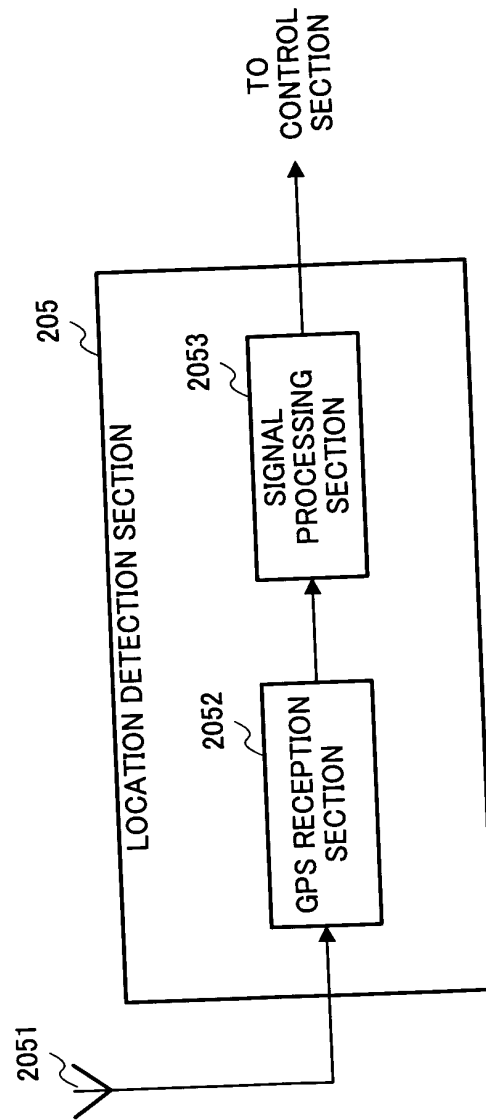 2051
LOCATION DETECTION SECTION
205
2052
GPS RECEPTION
SECTION
2053
SIGNAL
PROCESSING
SECTION
TO
CONTROL
SECTION